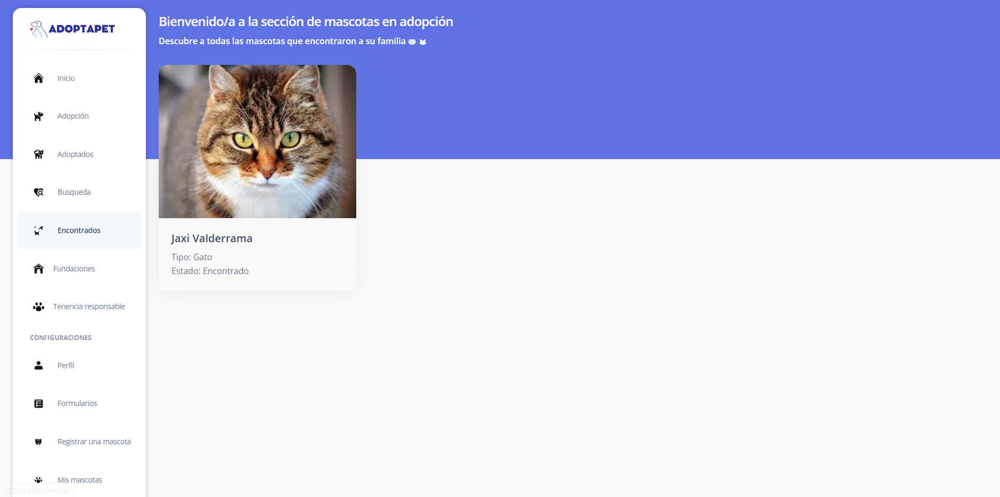 ADOPTAPET
Inicio
Adopción
Adoptados
Busqueda
Encontrados
Fundaciones
Tenencia responsable
CONFIGURACIONES
Perfil
Formularios
Registrar una mascota
Mis mascotas
127.0.0.1:8000/inicio/
Bienvenido/a a la sección de mascotas en adopción
Descubre a todas las mascotas que encontraron a su familia
Jaxi Valderrama
Tipo: Gato
Estado: Encontrado